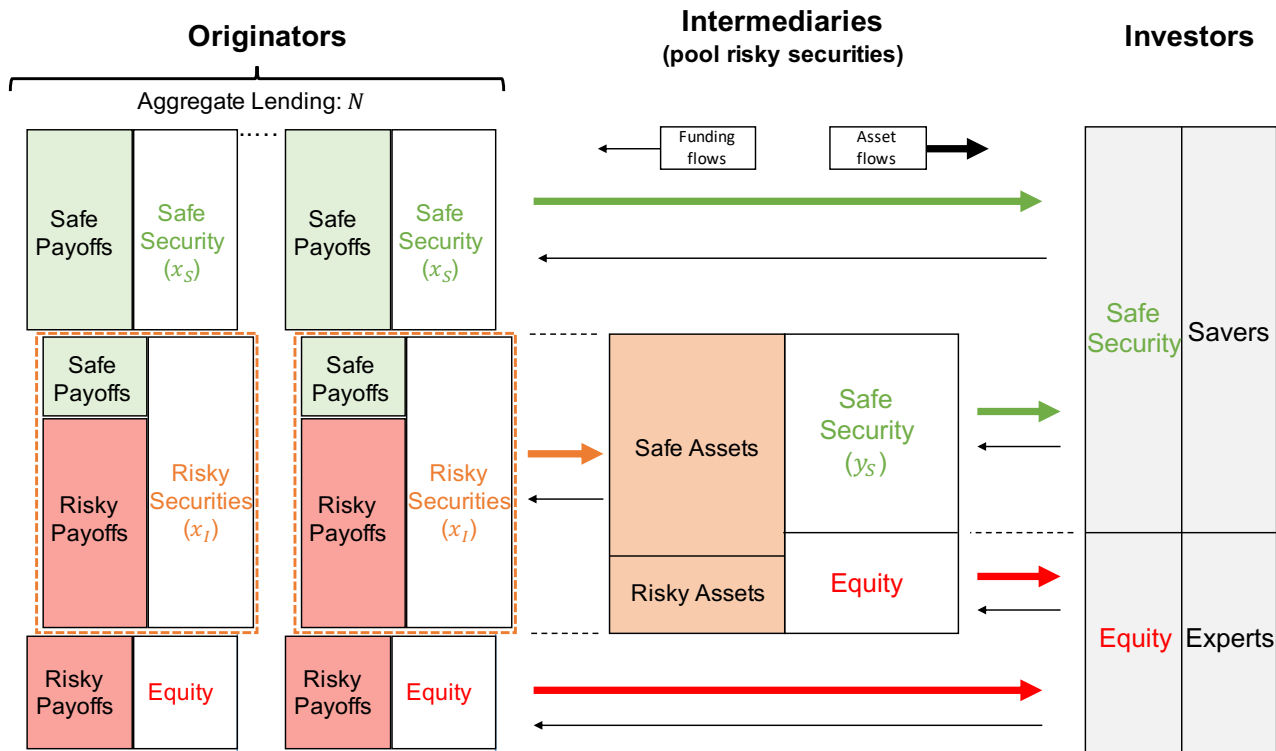 Originators
Intermediaries
(pool risky securities)
Investors
Aggregate Lending: N
.....
Funding
flows
Asset
flows
Safe
Payoffs
Safe
Security
(x_S)
Safe
Payoffs
Safe
Security
(x_S)
Safe
Payoffs
Risky
Payoffs
Risky
Securities
(x_I)
Safe
Payoffs
Risky
Payoffs
Risky
Securities
(x_I)
Risky
Payoffs
Equity
Risky
Payoffs
Equity
Safe Assets
Risky Assets
Safe
Security
(y_S)
Equity
Safe
Security
Savers
Equity
Experts